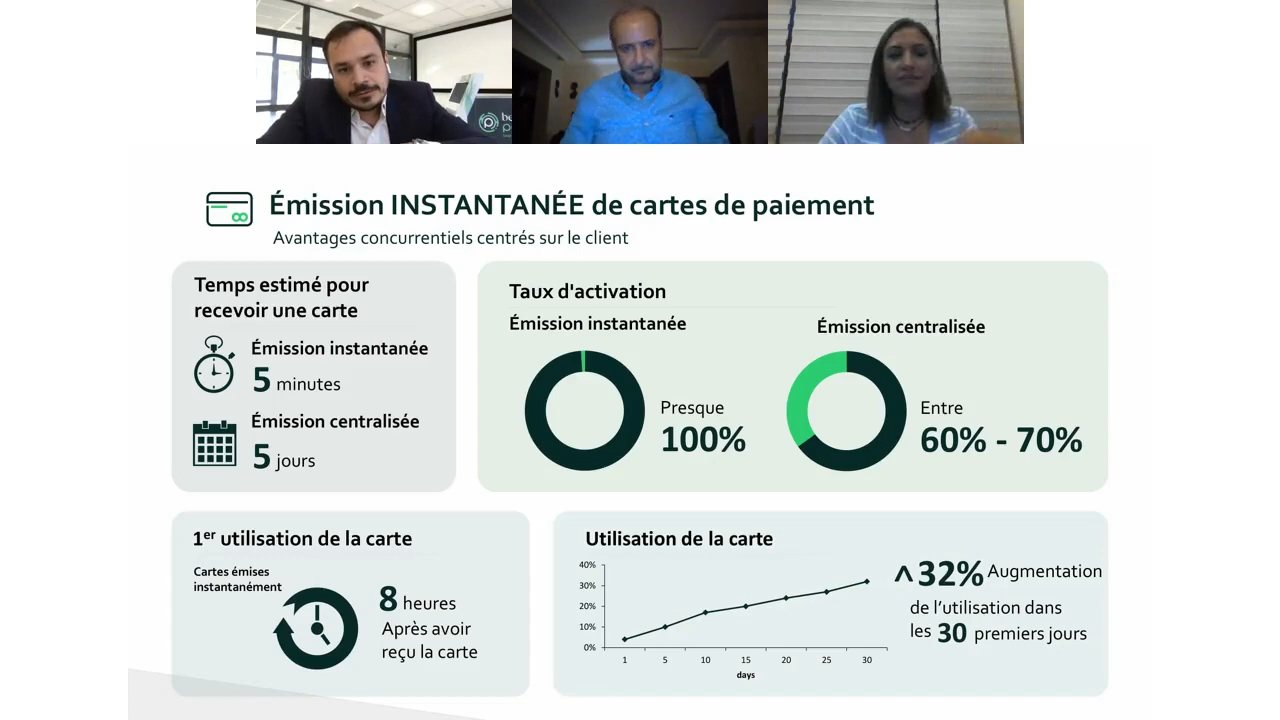 Émission INSTANTANÉE de cartes de paiement
Avantages concurrentiels centrés sur le client
Temps estimé pour
recevoir une carte
Émission instantanée
5 minutes
Émission centralisée
5 jours
Taux d'activation
Émission instantanée
Presque
100%
Émission centralisée
Entre
60% - 70%
1er utilisation de la carte
Cartes émises
instantanément
8 heures
Après avoir
reçu la carte
Utilisation de la carte
40%
30%
20%
10%
0%
1 5 10 15 20 25 30
days
^32% Augmentation
de l'utilisation dans
les 30 premiers jours